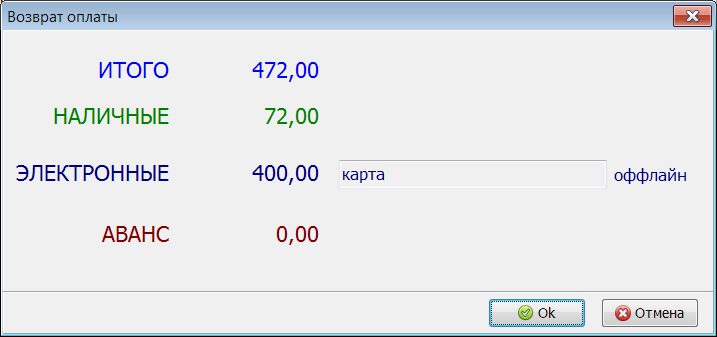 Возврат оплаты
ИТОГО 472,00
НАЛИЧНЫЕ 72,00
ЭЛЕКТРОННЫЕ 400,00 карта оффлайн
АВАНС 0,00
Ok Отмена